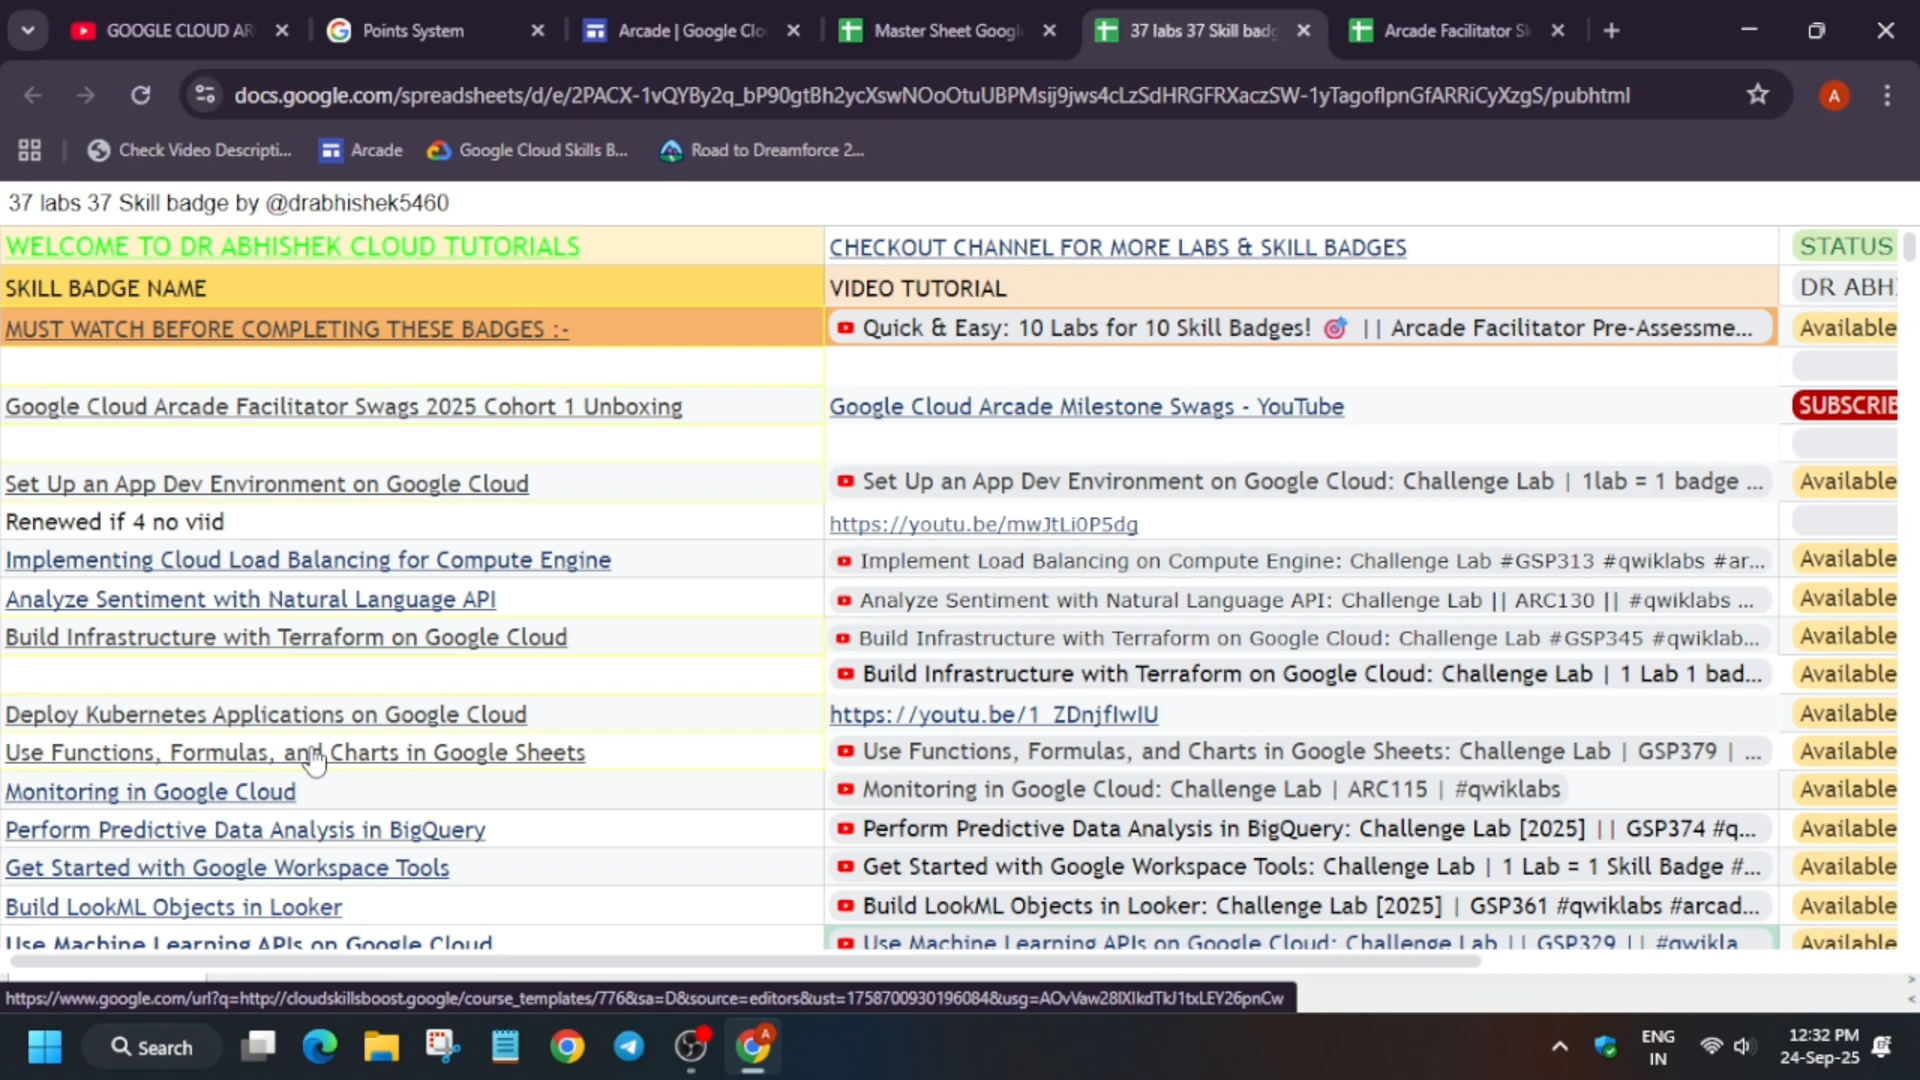 GOOGLE CLOUD AR
Points System
Arcade | Google Clo
Master Sheet Googl
37 labs 37 Skill badg
Arcade Facilitator Sk
docs.google.com/spreadsheets/d/e/2PACX-1vQYBy2q_bP90gtBh2ycXswNOoOtuUBPMsij9jws4cLzSdHRGFRXaczSW-1yTagoflpnGfARRiCyXzgS/pubhtml
A
Check Video Descripti...
Arcade
Google Cloud Skills B...
Road to Dreamforce 2...
37 labs 37 Skill badge by @drabhishek5460
WELCOME TO DR ABHISHEK CLOUD TUTORIALS
CHECKOUT CHANNEL FOR MORE LABS & SKILL BADGES
STATUS
SKILL BADGE NAME
VIDEO TUTORIAL
DR ABH
MUST WATCH BEFORE COMPLETING THESE BADGES :-
Quick & Easy: 10 Labs for 10 Skill Badges! 🎯 || Arcade Facilitator Pre-Assessme...
Available
Google Cloud Arcade Facilitator Swags 2025 Cohort 1 Unboxing
Google Cloud Arcade Milestone Swags - YouTube
SUBSCRIB
Set Up an App Dev Environment on Google Cloud
Set Up an App Dev Environment on Google Cloud: Challenge Lab | 1lab = 1 badge ...
Available
Renewed if 4 no viid
https://youtu.be/mwJtLi0P5dg
Implementing Cloud Load Balancing for Compute Engine
Implement Load Balancing on Compute Engine: Challenge Lab #GSP313 #qwiklabs #ar...
Available
Analyze Sentiment with Natural Language API
Analyze Sentiment with Natural Language API: Challenge Lab || ARC130 || #qwiklabs ...
Available
Build Infrastructure with Terraform on Google Cloud
Build Infrastructure with Terraform on Google Cloud: Challenge Lab #GSP345 #qwiklab...
Available
Build Infrastructure with Terraform on Google Cloud: Challenge Lab | 1 Lab 1 bad...
Available
Deploy Kubernetes Applications on Google Cloud
https://youtu.be/1_ZDnjfIwIU
Available
Use Functions, Formulas, and Charts in Google Sheets
Use Functions, Formulas, and Charts in Google Sheets: Challenge Lab | GSP379 | ...
Available
Monitoring in Google Cloud
Monitoring in Google Cloud: Challenge Lab | ARC115 | #qwiklabs
Available
Perform Predictive Data Analysis in BigQuery
Perform Predictive Data Analysis in BigQuery: Challenge Lab [2025] || GSP374 #q...
Available
Get Started with Google Workspace Tools
Get Started with Google Workspace Tools: Challenge Lab | 1 Lab = 1 Skill Badge #...
Available
Build LookML Objects in Looker
Build LookML Objects in Looker: Challenge Lab [2025] | GSP361 #qwiklabs #arcad...
Available
Use Machine Learning APIs on Google Cloud
Use Machine Learning APIs on Google Cloud: Challenge Lab || GSP329 || #qwikla
Available
https://www.google.com/url?q=http://cloudskillsboost.google/course_templates/776&sa=D&source=editors&ust=1758700930196084&usg=AOvVaw28lXIkdTkJ1txLEY26pnCw
Search
A
ENG
IN
12:32 PM
24-Sep-25